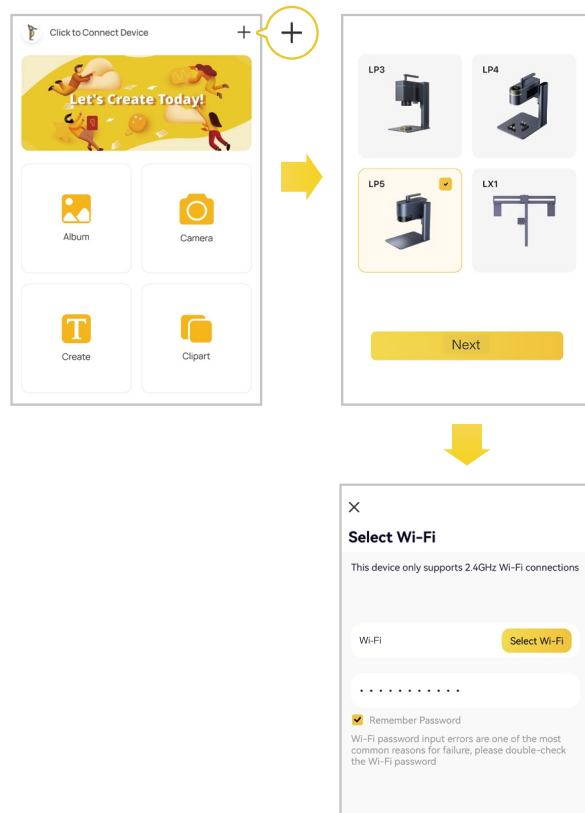 Click to Connect Device
Let's Create Today!
Album
Camera
Create
Clipart
LP3
LP4
LP5
LX1
Next
Select Wi-Fi
This device only supports 2.4GHz Wi-Fi connections
Wi-Fi
Select Wi-Fi
Remember Password
Wi-Fi password input errors are one of the most
common reasons for failure, please double-check
the Wi-Fi password